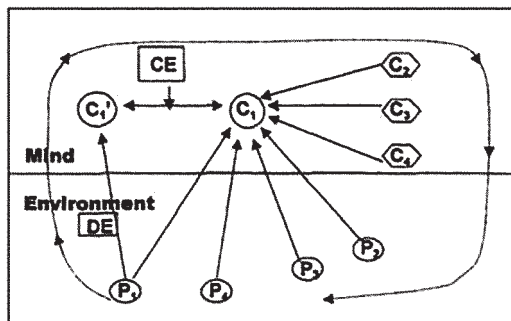 CE
C₂
C₁' C₁ C₃
C₄
Mind
Environment
DE
P₂
P₃
P₁ P₄